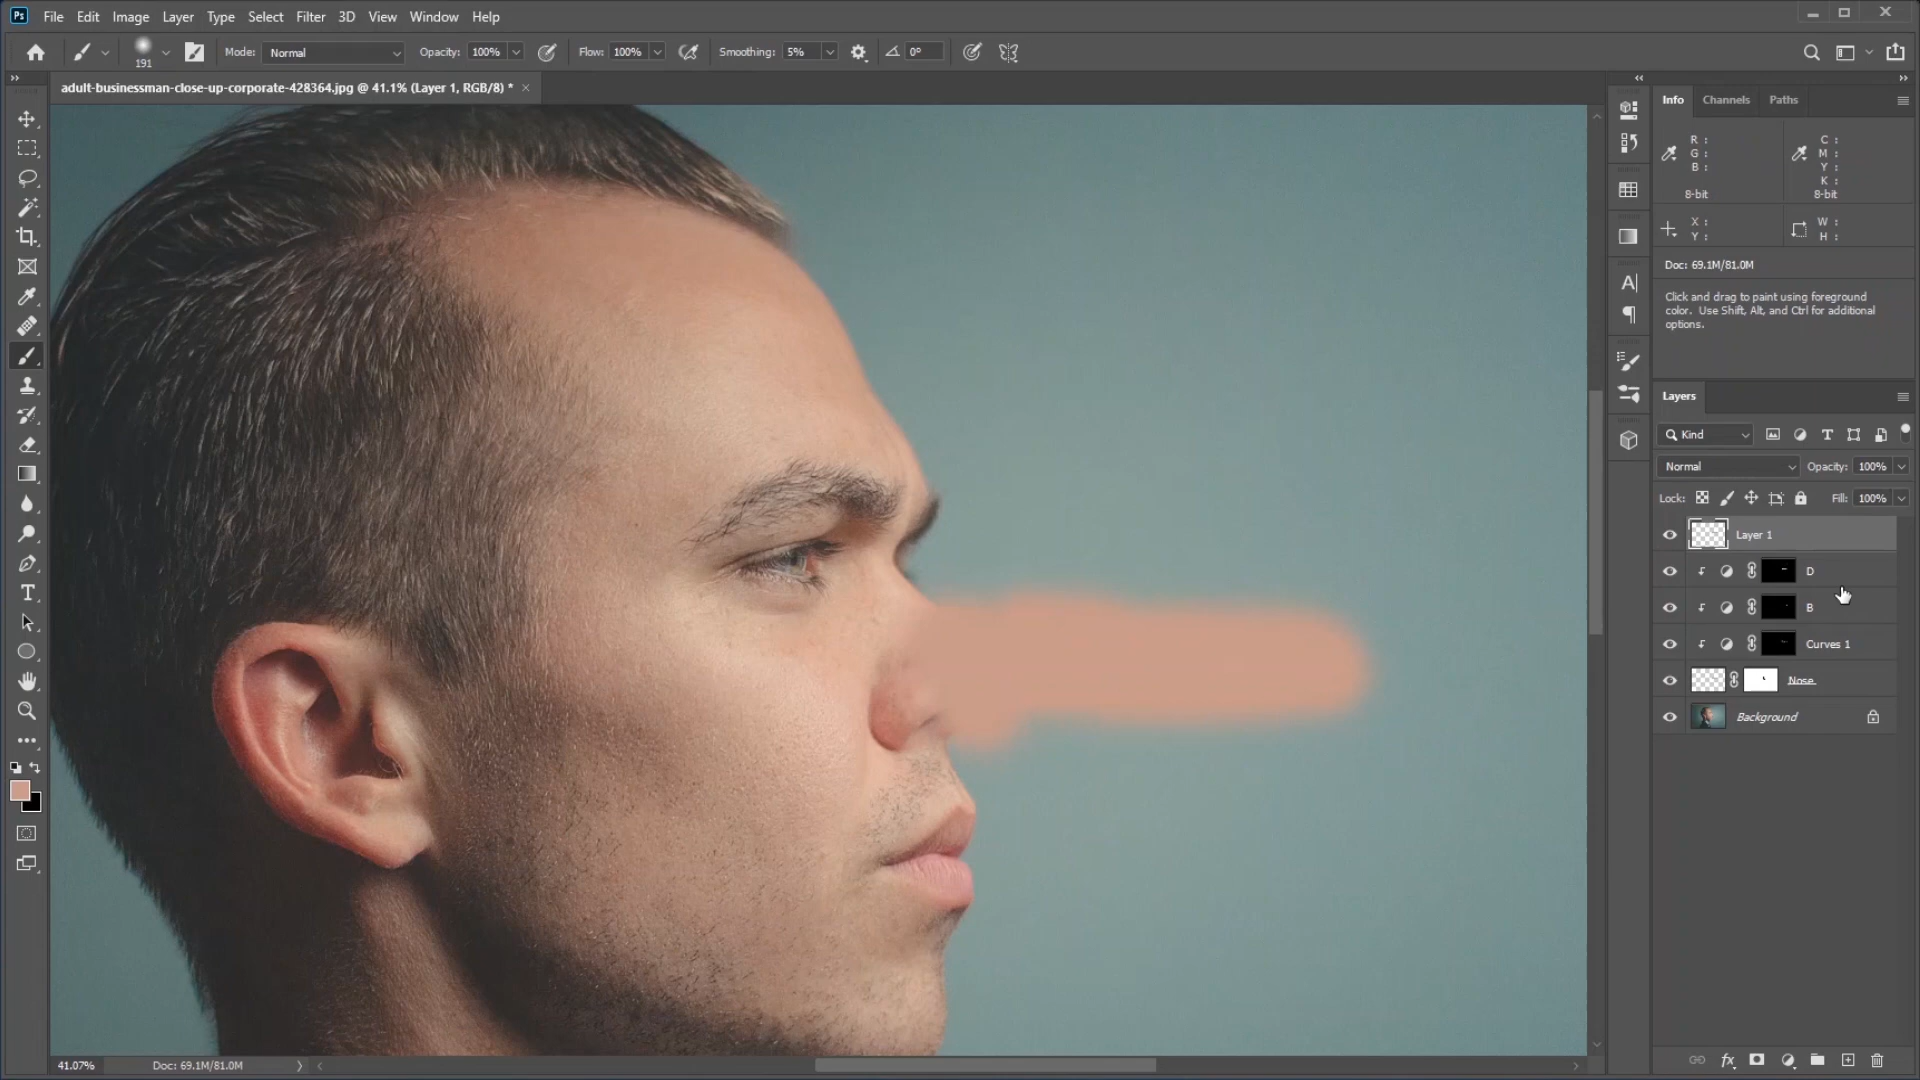 Ps File Edit Image Layer Type Select Filter 3D View Window Help
191 Mode: Normal Opacity: 100% Flow: 100% Smoothing: 5% 0°
adult-businessman-close-up-corporate-428364.jpg @ 41.1% (Layer 1, RGB/8) * ×
Info Channels Paths
R : C :
G : M :
B : Y :
K :
8-bit 8-bit
X : W :
Y : H :
Doc: 69.1M/81.0M
Click and drag to paint using foreground
color. Use Shift, Alt, and Ctrl for additional
options.
Layers
Kind
Normal Opacity: 100%
Lock: Fill: 100%
Layer 1
D
B
Curves 1
Nose
Background
41.07% Doc: 69.1M/81.0M